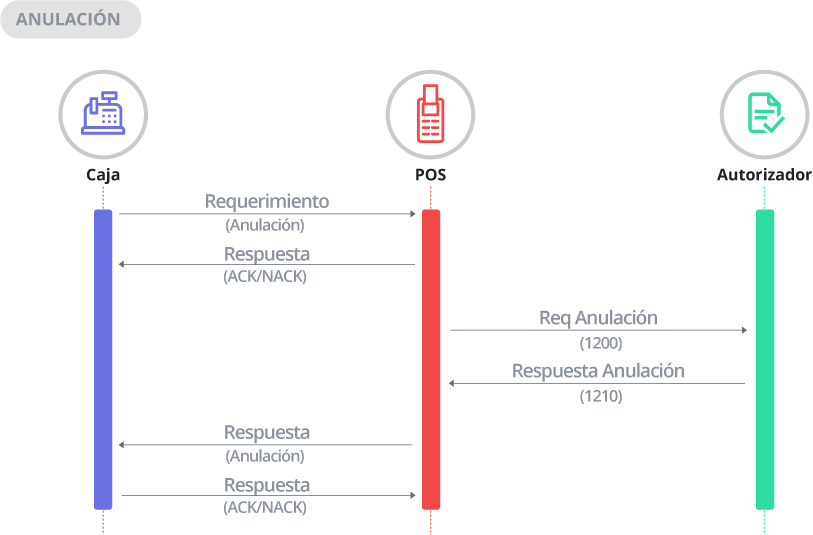 ANULACIÓN
Caja
POS
Autorizador
Requerimiento
(Anulación)
Respuesta
(ACK/NACK)
Req Anulación
(1200)
Respuesta Anulación
(1210)
Respuesta
(Anulación)
Respuesta
(ACK/NACK)